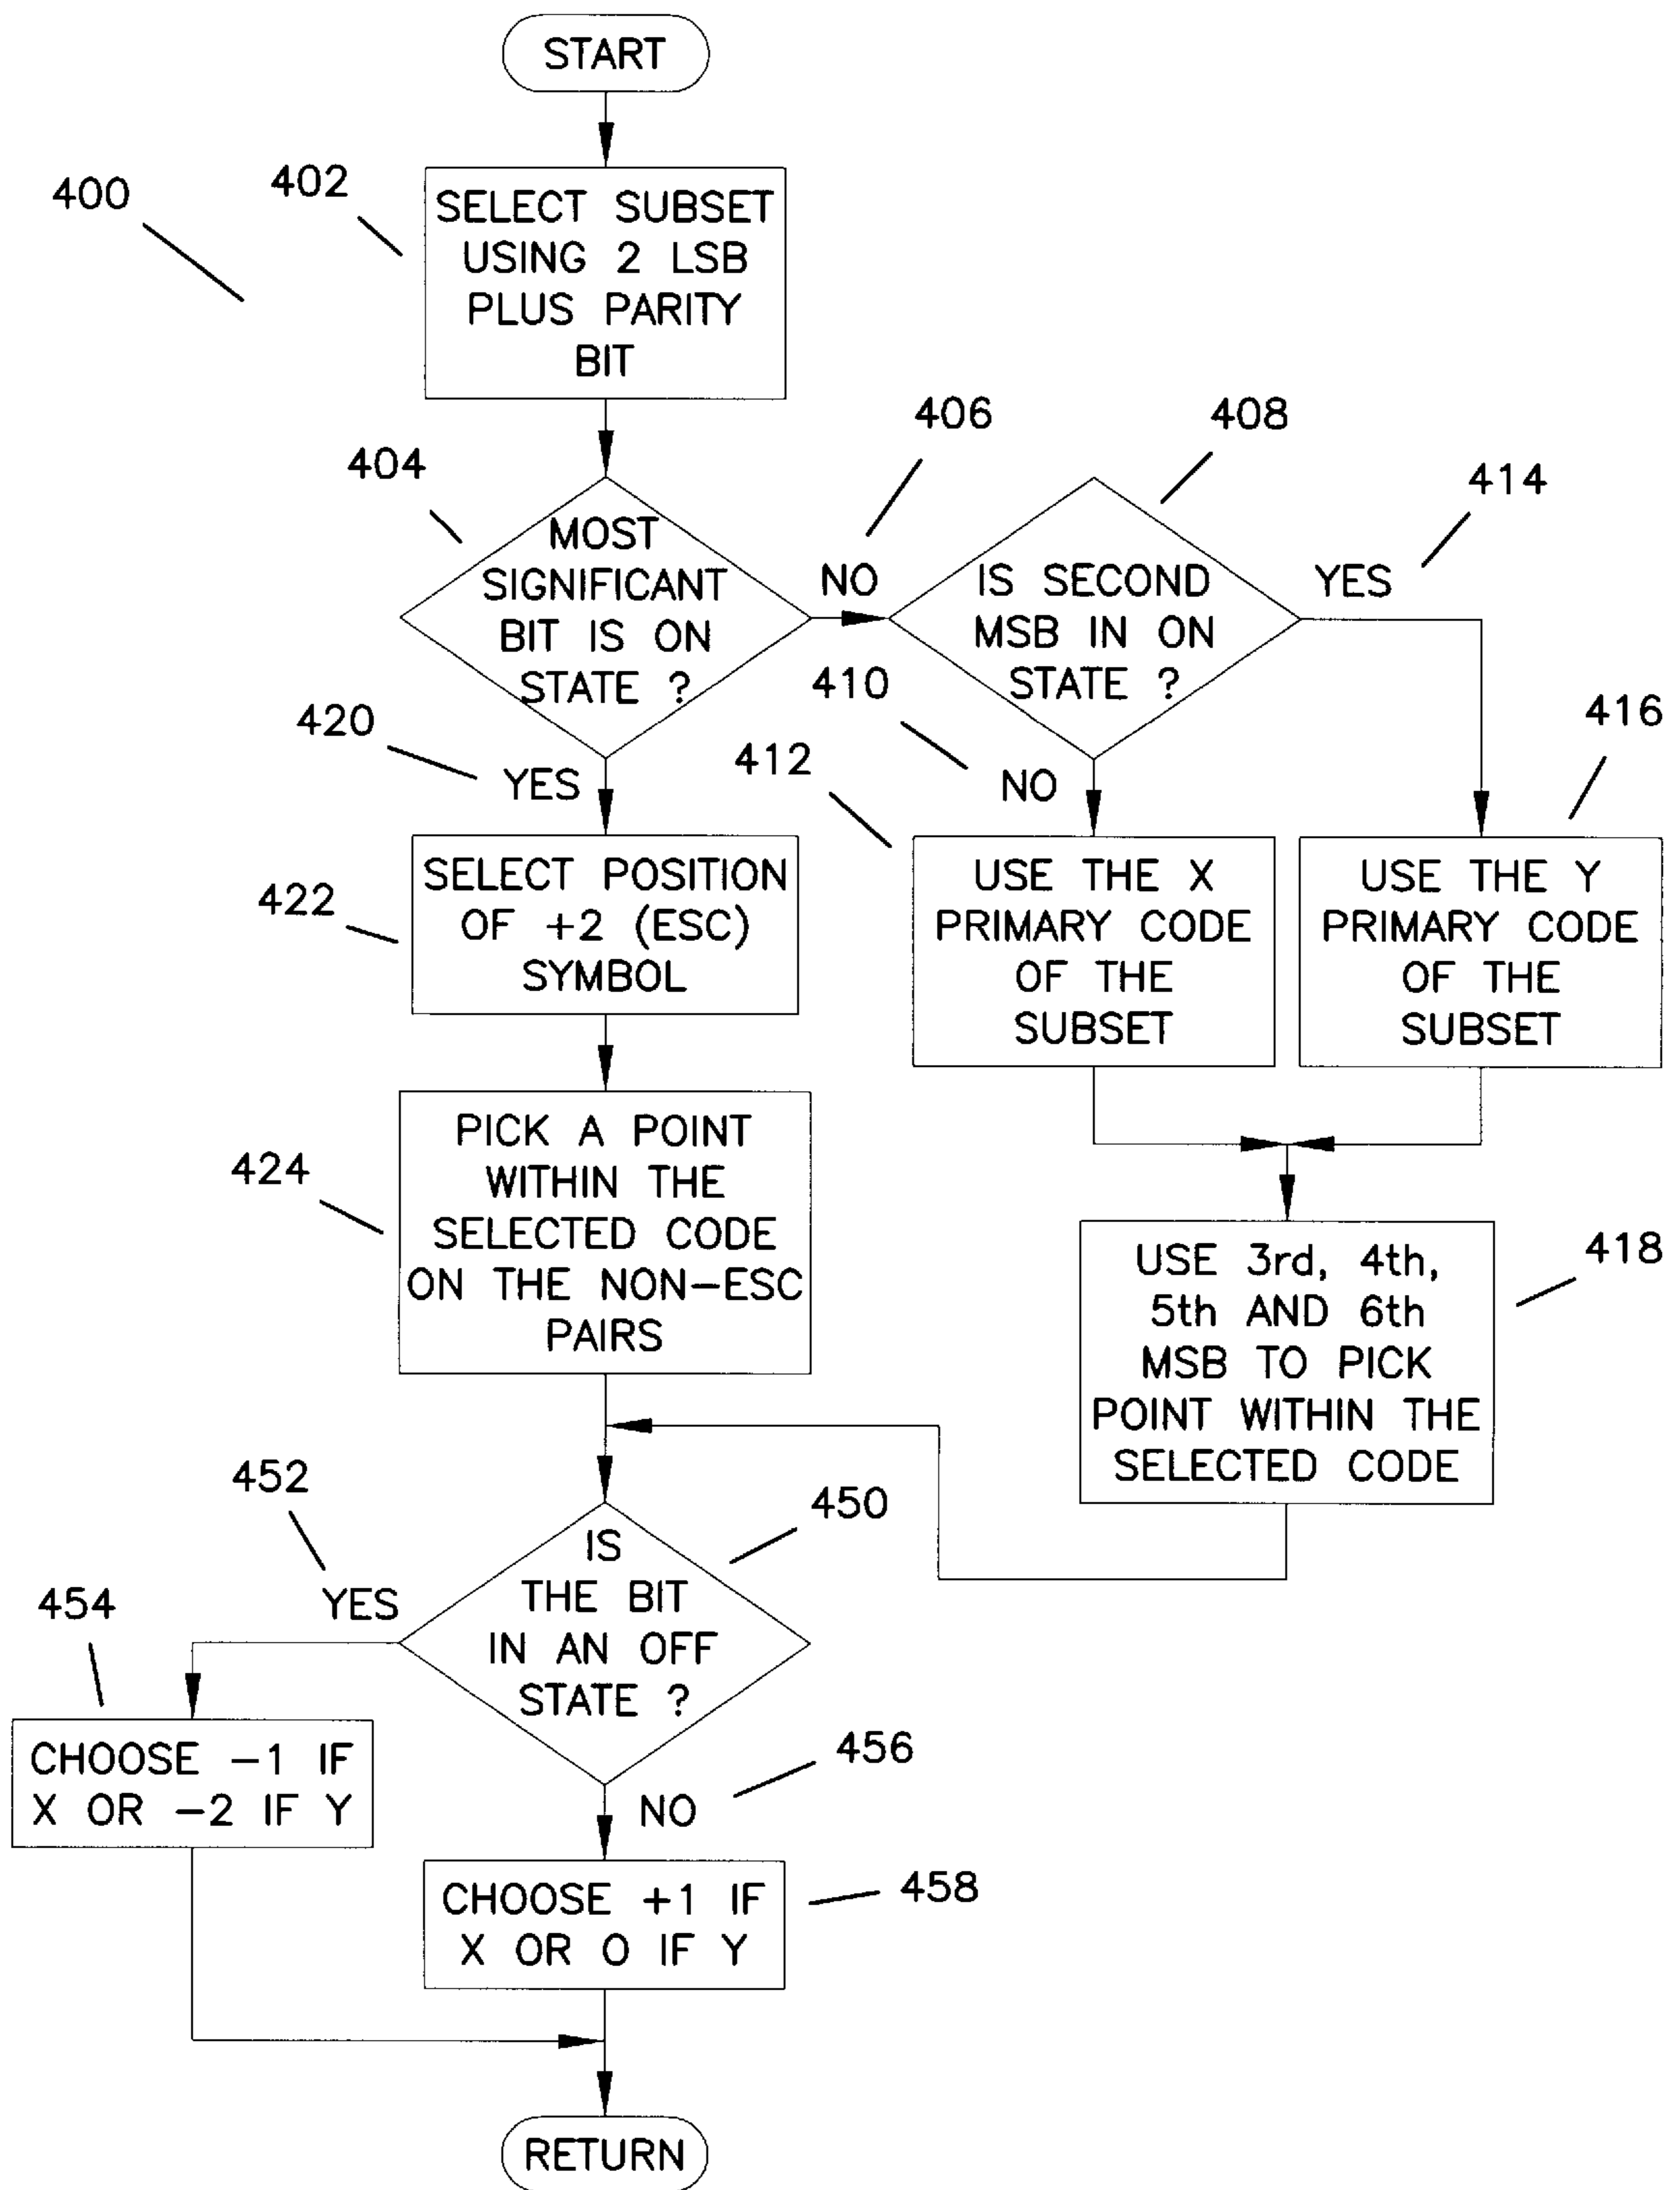 START
400
402
SELECT SUBSET
USING 2 LSB
PLUS PARITY
BIT
404
MOST
SIGNIFICANT
BIT IS ON
STATE ?
406
NO
408
IS SECOND
MSB IN ON
STATE ?
414
YES
410
NO
412
USE THE X
PRIMARY CODE
OF THE
SUBSET
416
USE THE Y
PRIMARY CODE
OF THE
SUBSET
418
USE 3rd, 4th,
5th AND 6th
MSB TO PICK
POINT WITHIN THE
SELECTED CODE
420
YES
422
SELECT POSITION
OF +2 (ESC)
SYMBOL
424
PICK A POINT
WITHIN THE
SELECTED CODE
ON THE NON-ESC
PAIRS
450
IS
THE BIT
IN AN OFF
STATE ?
452
YES
454
CHOOSE -1 IF
X OR -2 IF Y
456
NO
458
CHOOSE +1 IF
X OR 0 IF Y
RETURN